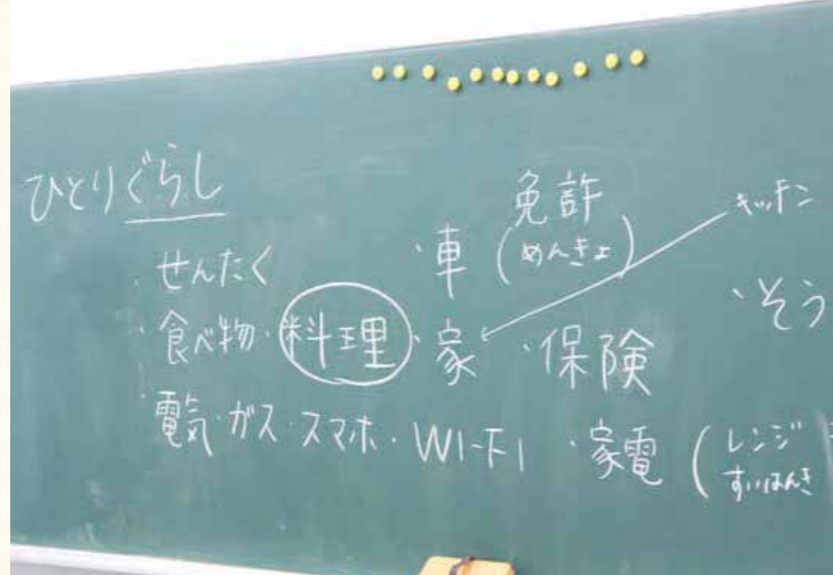 ひとりぐらし
免許
キッチン
・せんたく ・車 (めんきょ)
・そう
・食べ物・料理・家 ・保険
・電気・ガス・スマホ・WI-FI ・家電 (レンジ
すいはんき